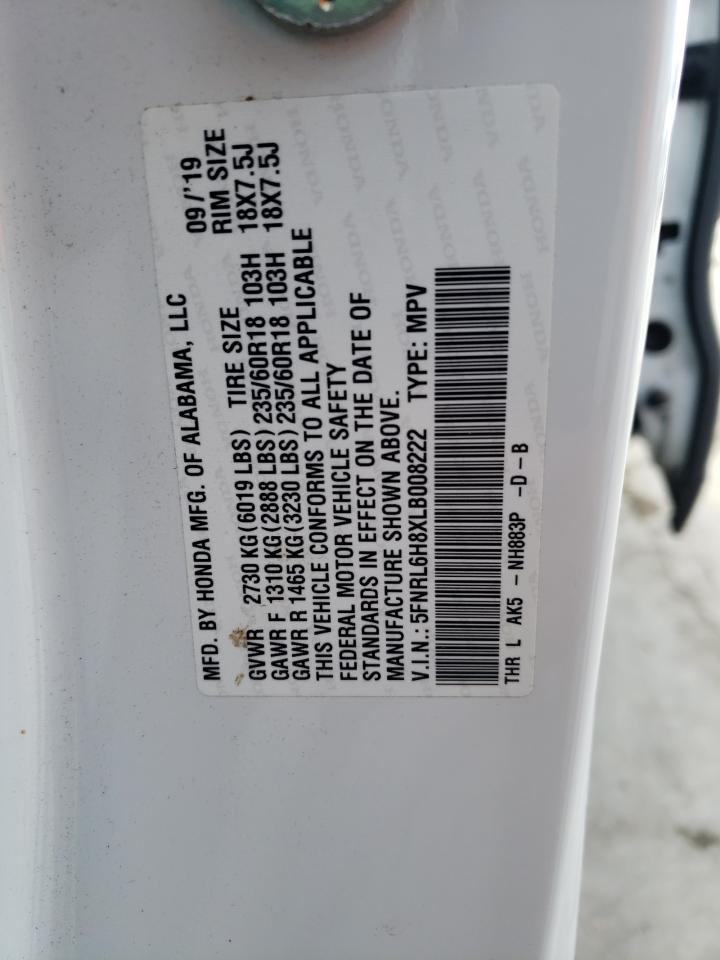 MFD. BY HONDA MFG. OF ALABAMA, LLC 09/'19
GVWR 2730 KG(6019 LBS) TIRE SIZE RIM SIZE
GAWR F 1310 KG(2888 LBS) 235/60R18 103H 18X7.5J
GAWR R 1465 KG(3230 LBS) 235/60R18 103H 18X7.5J
THIS VEHICLE CONFORMS TO ALL APPLICABLE
FEDERAL MOTOR VEHICLE SAFETY
STANDARDS IN EFFECT ON THE DATE OF
MANUFACTURE SHOWN ABOVE.
V.I.N.: 5FNRL6H8XLB008222 TYPE: MPV
THR L AK5 - NH883P -D-B